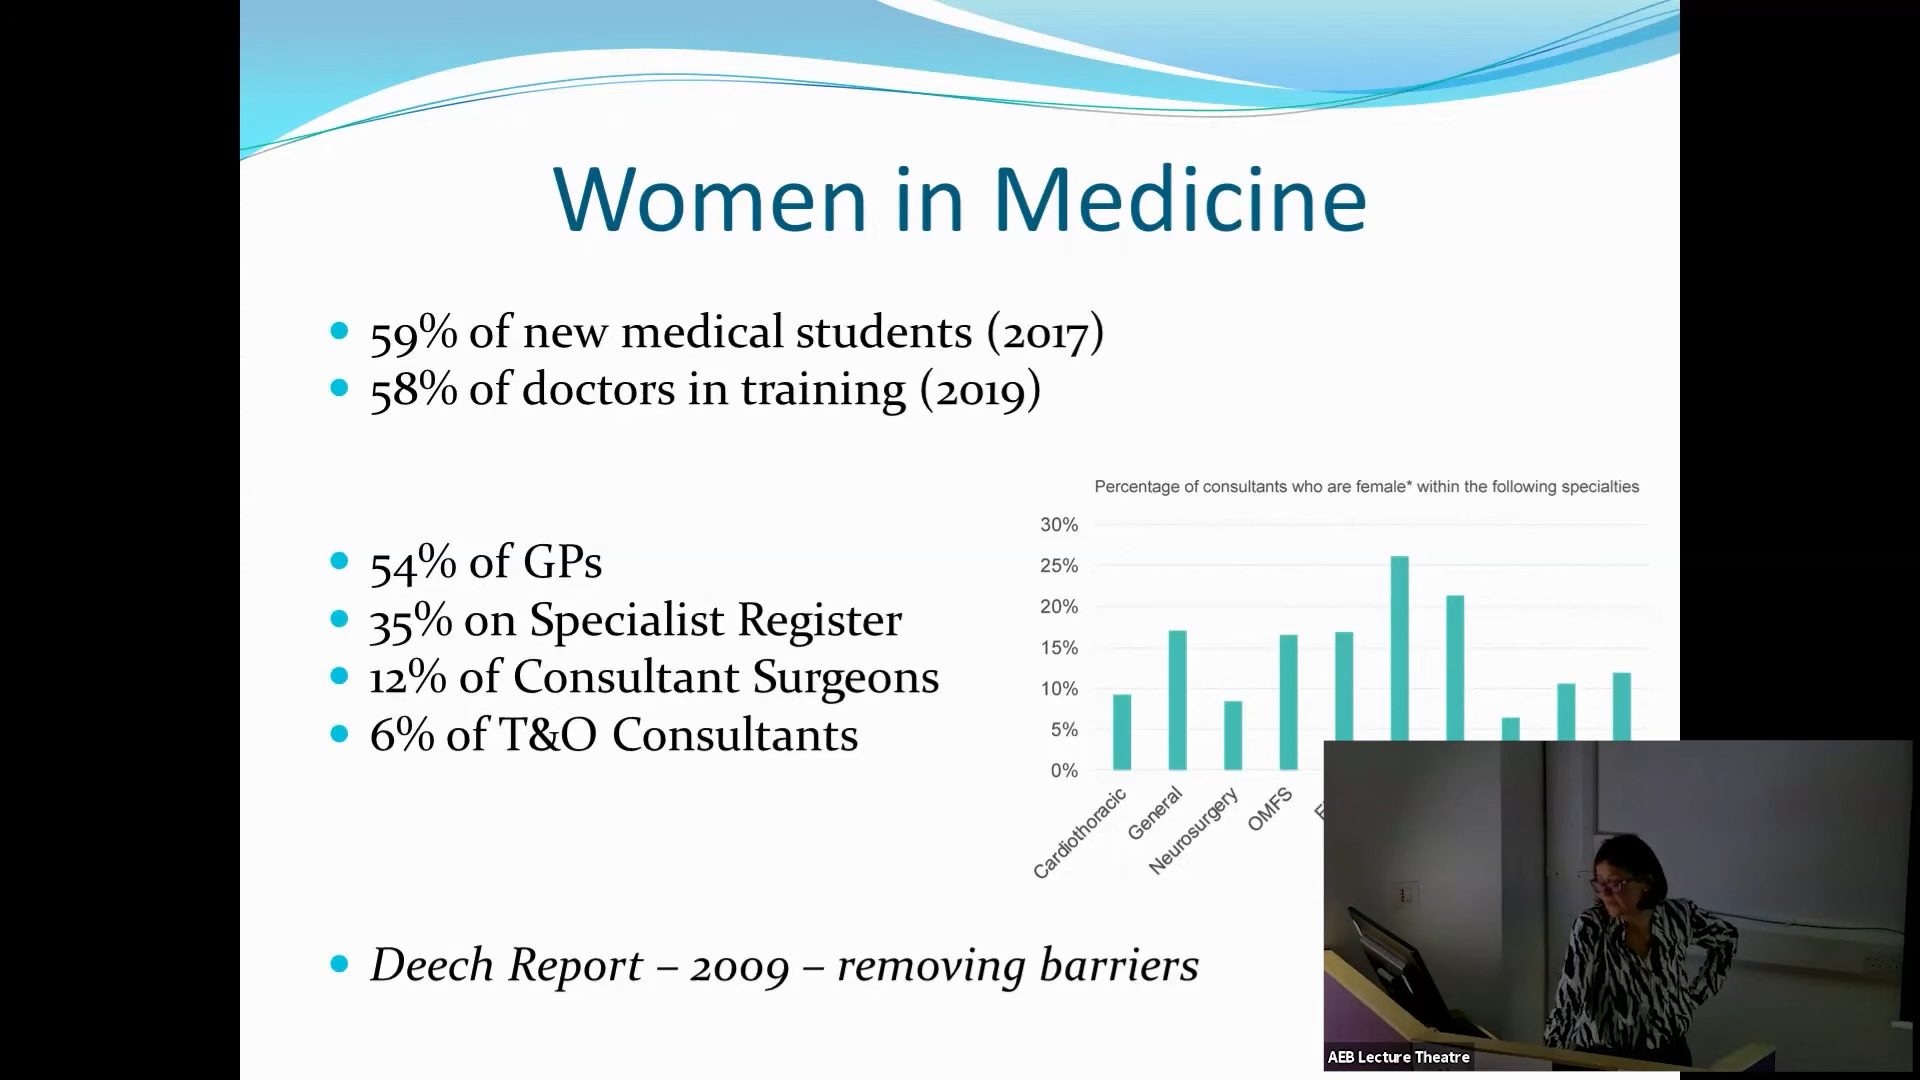 Women in Medicine
59% of new medical students (2017)
58% of doctors in training (2019)
54% of GPs
35% on Specialist Register
12% of Consultant Surgeons
6% of T&O Consultants
Percentage of consultants who are female* within the following specialties
30%
25%
20%
15%
10%
5%
0%
Cardiothoracic
General
Neurosurgery
OMFS
Deech Report – 2009 – removing barriers
AEB Lecture Theatre